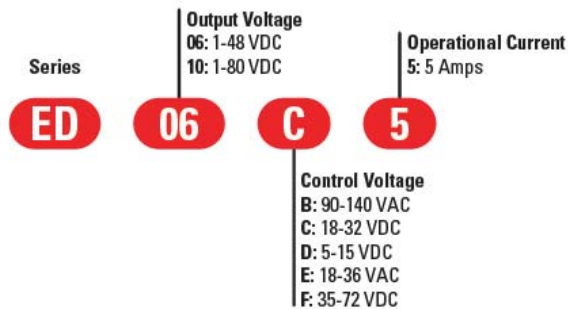 Output Voltage
06: 1-48 VDC
10: 1-80 VDC
Operational Current
5: 5 Amps
Series
ED
06
C
5
Control Voltage
B: 90-140 VAC
C: 18-32 VDC
D: 5-15 VDC
E: 18-36 VAC
F: 35-72 VDC